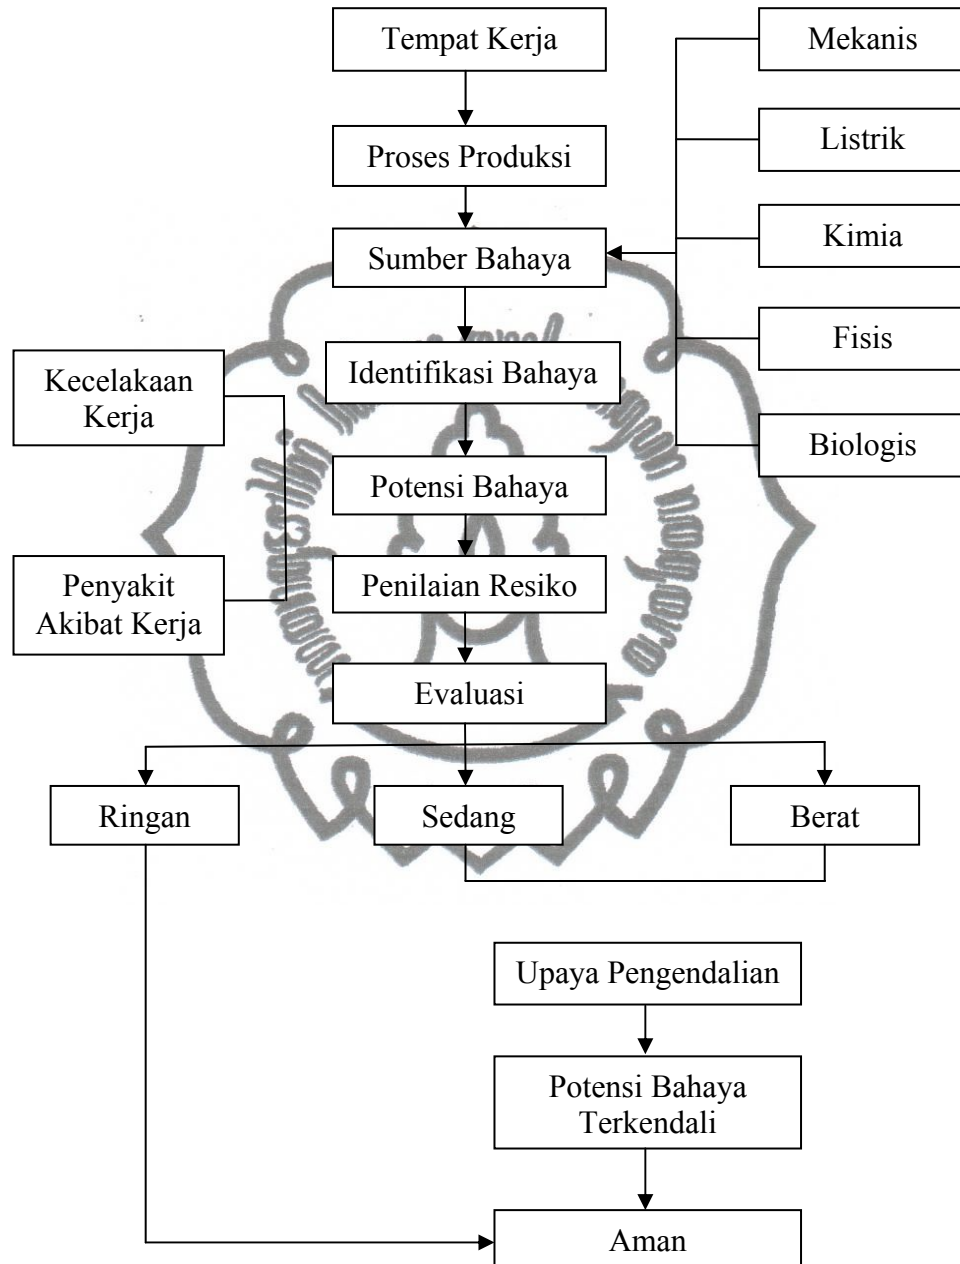 Tempat Kerja
Mekanis
Proses Produksi
Listrik
Sumber Bahaya
Kimia
Identifikasi Bahaya
Fisis
Kecelakaan
Kerja
Potensi Bahaya
Biologis
Penilaian Resiko
Penyakit
Akibat Kerja
Evaluasi
Ringan
Sedang
Berat
Upaya Pengendalian
Potensi Bahaya
Terkendali
Aman